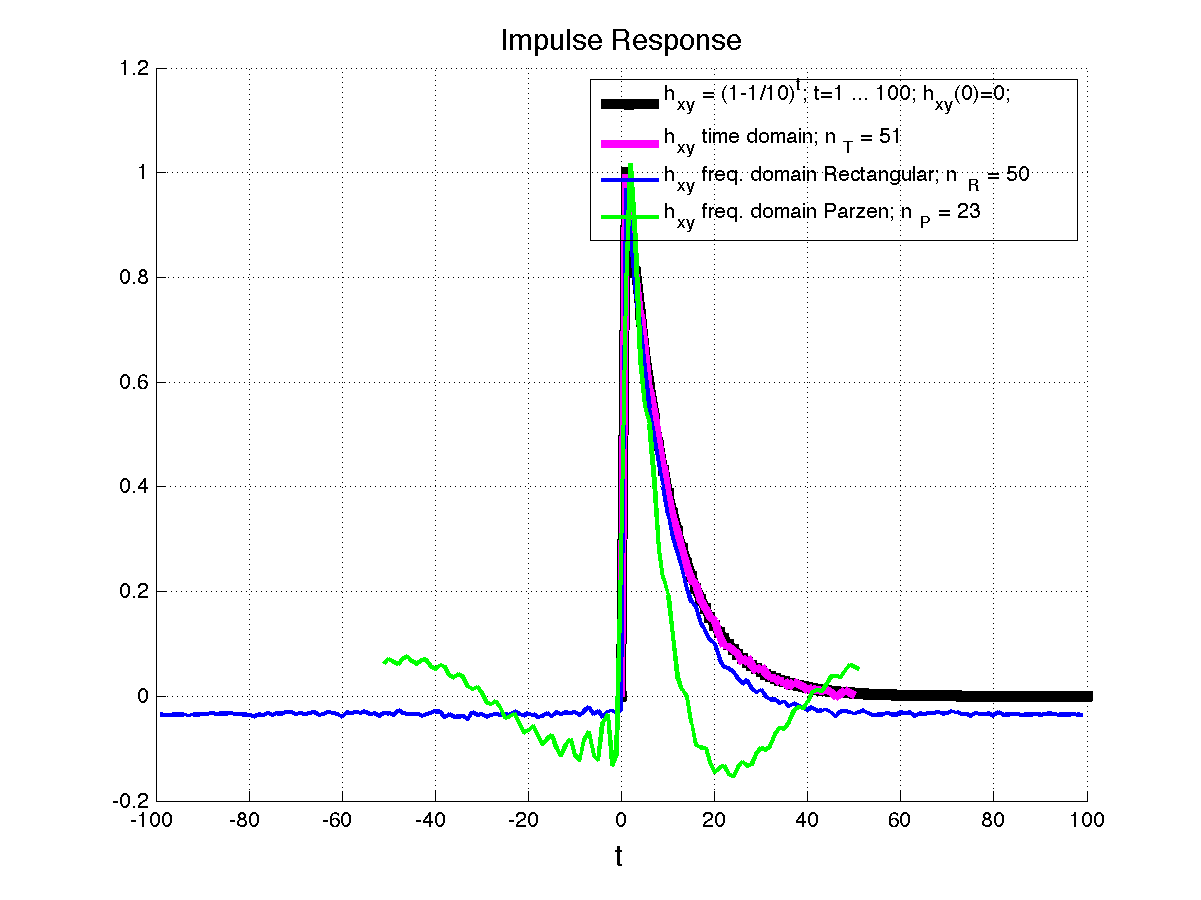 Impulse Response
1.2
1
0.8
0.6
0.4
0.2
0
-0.2
h_xy = (1-1/10)^t; t=1 ... 100; h_xy(0)=0;
h_xy time domain; n_T = 51
h_xy freq. domain Rectangular; n_R = 50
h_xy freq. domain Parzen; n_P = 23
-100 -80 -60 -40 -20 0 20 40 60 80 100
t